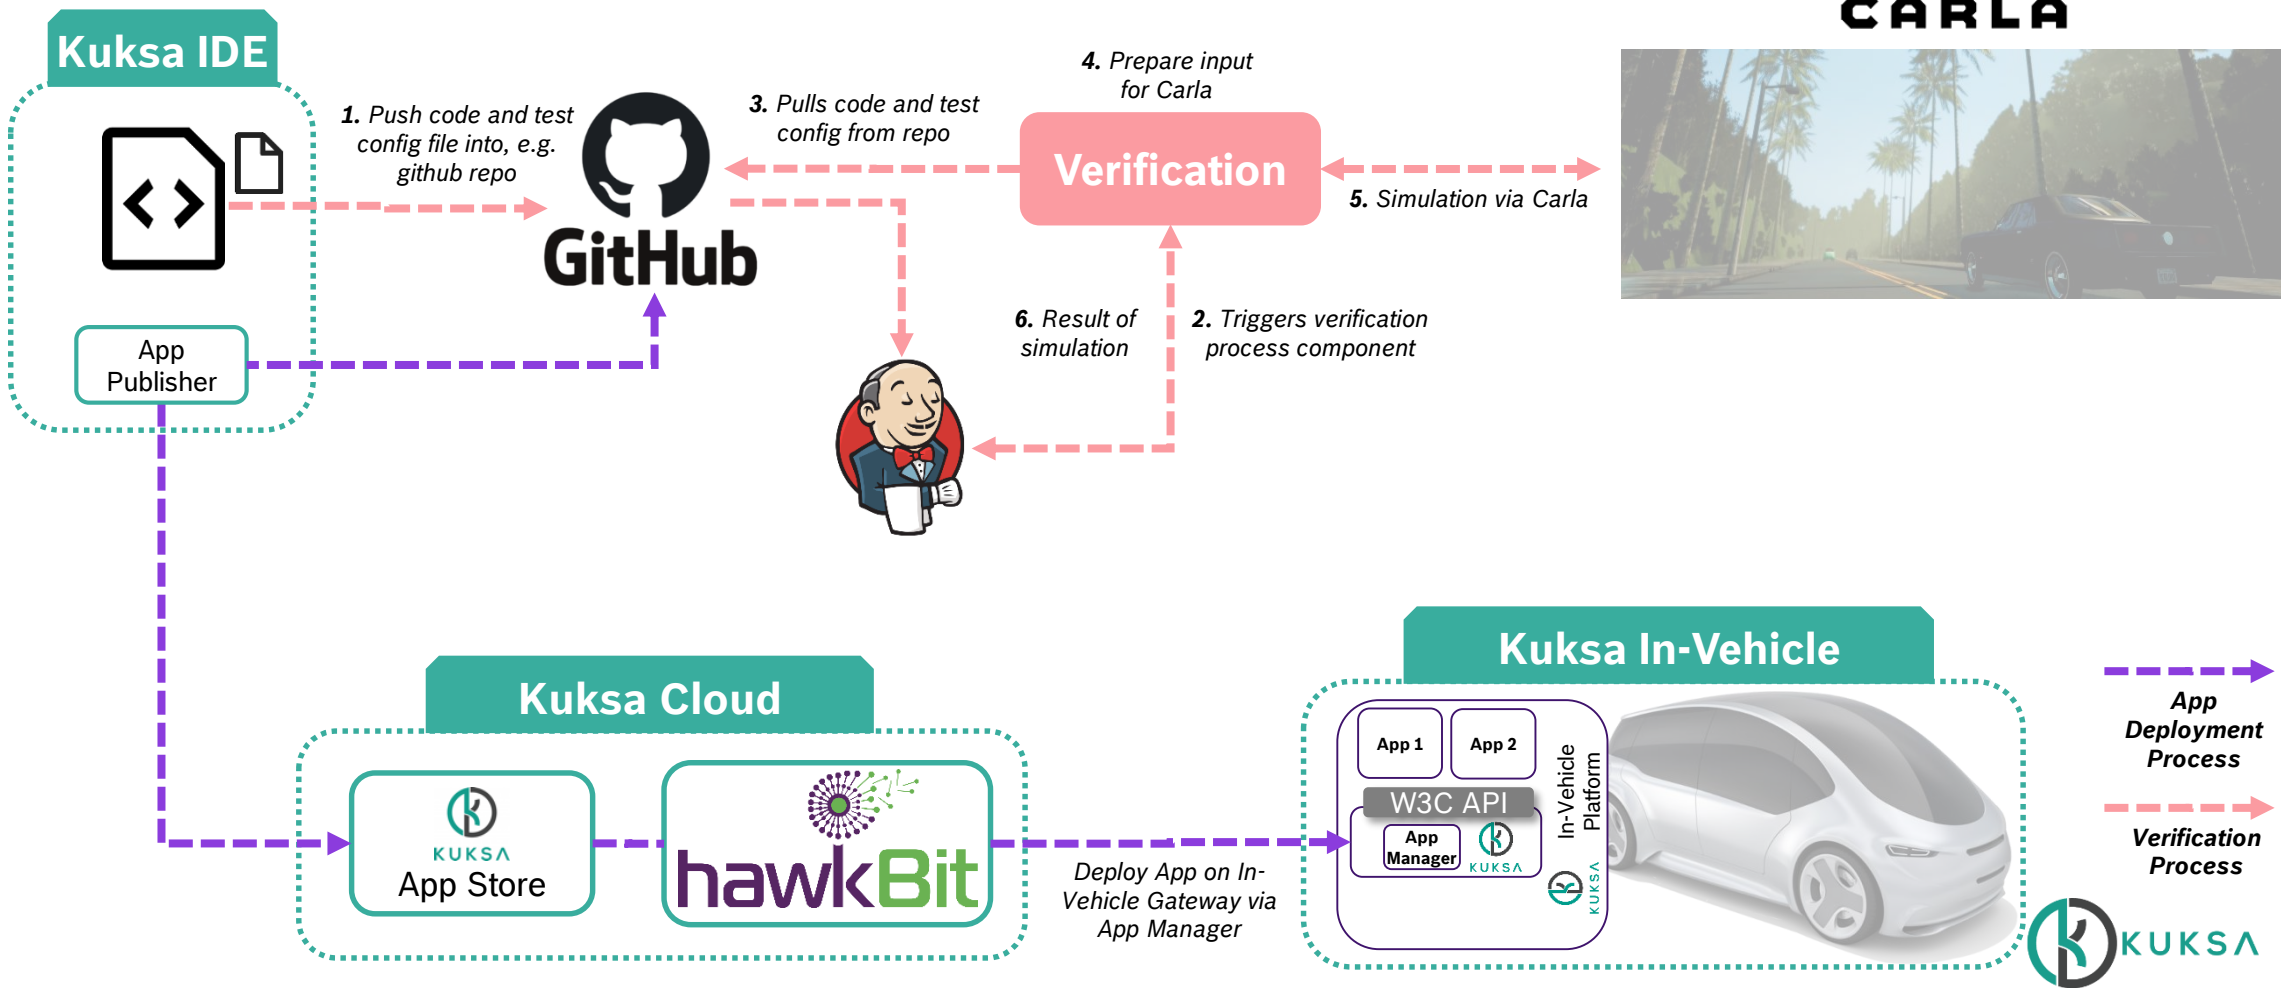 CARLA
Kuksa IDE
1. Push code and test
config file into, e.g.
github repo
GitHub
3. Pulls code and test
config from repo
4. Prepare input
for Carla
Verification
5. Simulation via Carla
6. Result of
simulation
2. Triggers verification
process component
App
Publisher
Kuksa Cloud
KUKSA
App Store
hawkBit
Deploy App on In-
Vehicle Gateway via
App Manager
Kuksa In-Vehicle
App 1
App 2
W3C API
App
Manager
KUKSA
In-Vehicle
Platform
KUKSA
App
Deployment
Process
Verification
Process
KUKSA